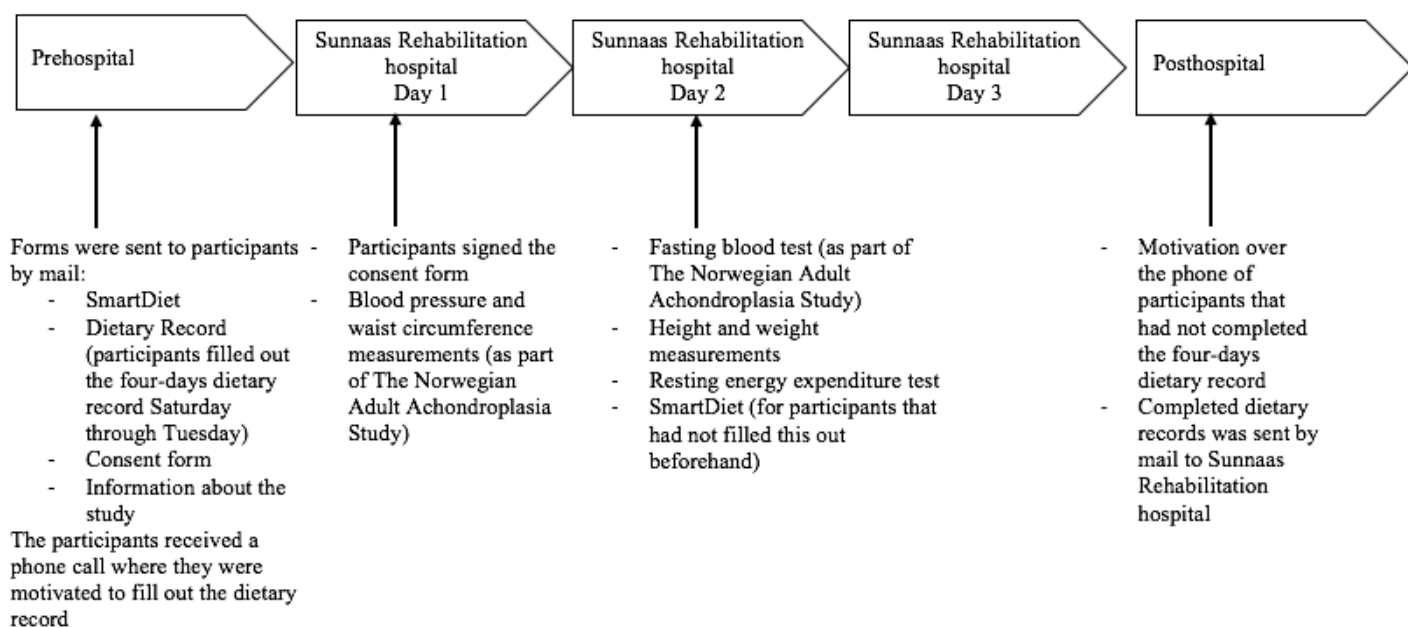 Prehospital
Sunnaas Rehabilitation
hospital
Day 1
Sunnaas Rehabilitation
hospital
Day 2
Sunnaas Rehabilitation
hospital
Day 3
Posthospital
Forms were sent to participants
by mail:
- SmartDiet
- Dietary Record
(participants filled out
the four-days dietary
record Saturday
through Tuesday)
- Consent form
- Information about the
study
The participants received a
phone call where they were
motivated to fill out the dietary
record
- Participants signed the
consent form
- Blood pressure and
waist circumference
measurements (as part
of The Norwegian
Adult Achondroplasia
Study)
- Fasting blood test (as part of
The Norwegian Adult
Achondroplasia Study)
- Height and weight
measurements
- Resting energy expenditure test
- SmartDiet (for participants that
had not filled this out
beforehand)
- Motivation over
the phone of
participants that
had not completed
the four-days
dietary record
- Completed dietary
records was sent by
mail to Sunnaas
Rehabilitation
hospital